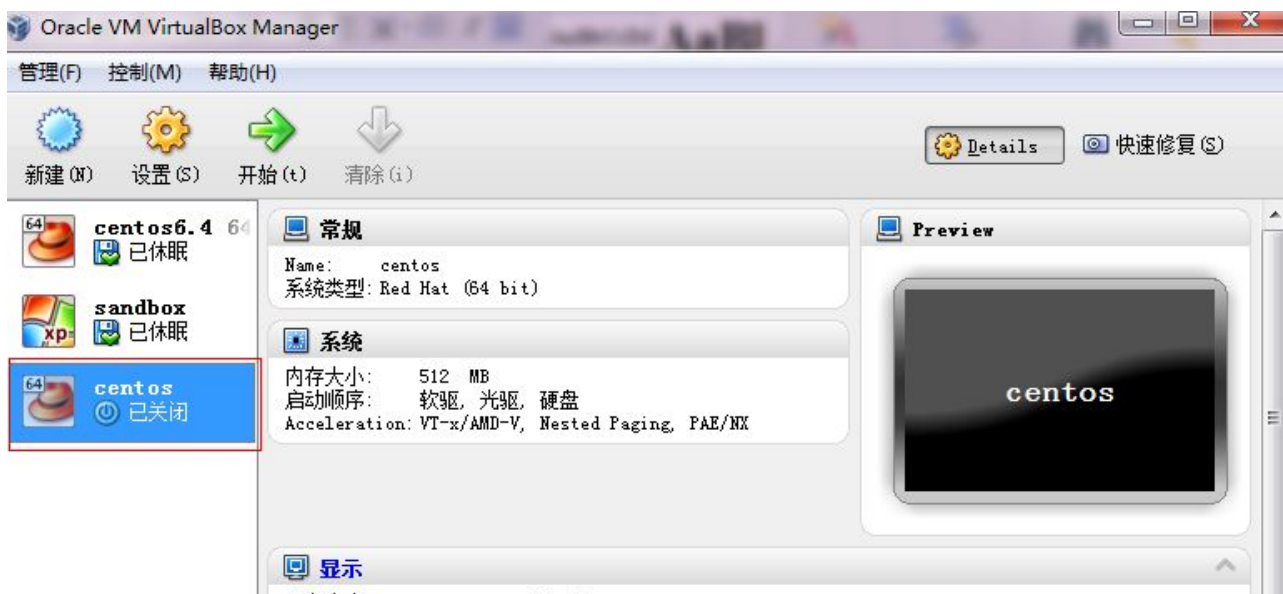 Oracle VM VirtualBox Manager
管理(F) 控制(M) 帮助(H)
新建(N) 设置(S) 开始(t) 清除(i)
Details 快速修复(S)
64 centos6.4 64
已休眠
xp sandbox
已休眠
64 centos
已关闭
常规
Name: centos
系统类型: Red Hat (64 bit)
系统
内存大小: 512 MB
启动顺序: 软驱, 光驱, 硬盘
Acceleration: VT-x/AMD-V, Nested Paging, PAE/NX
Preview
centos
显示